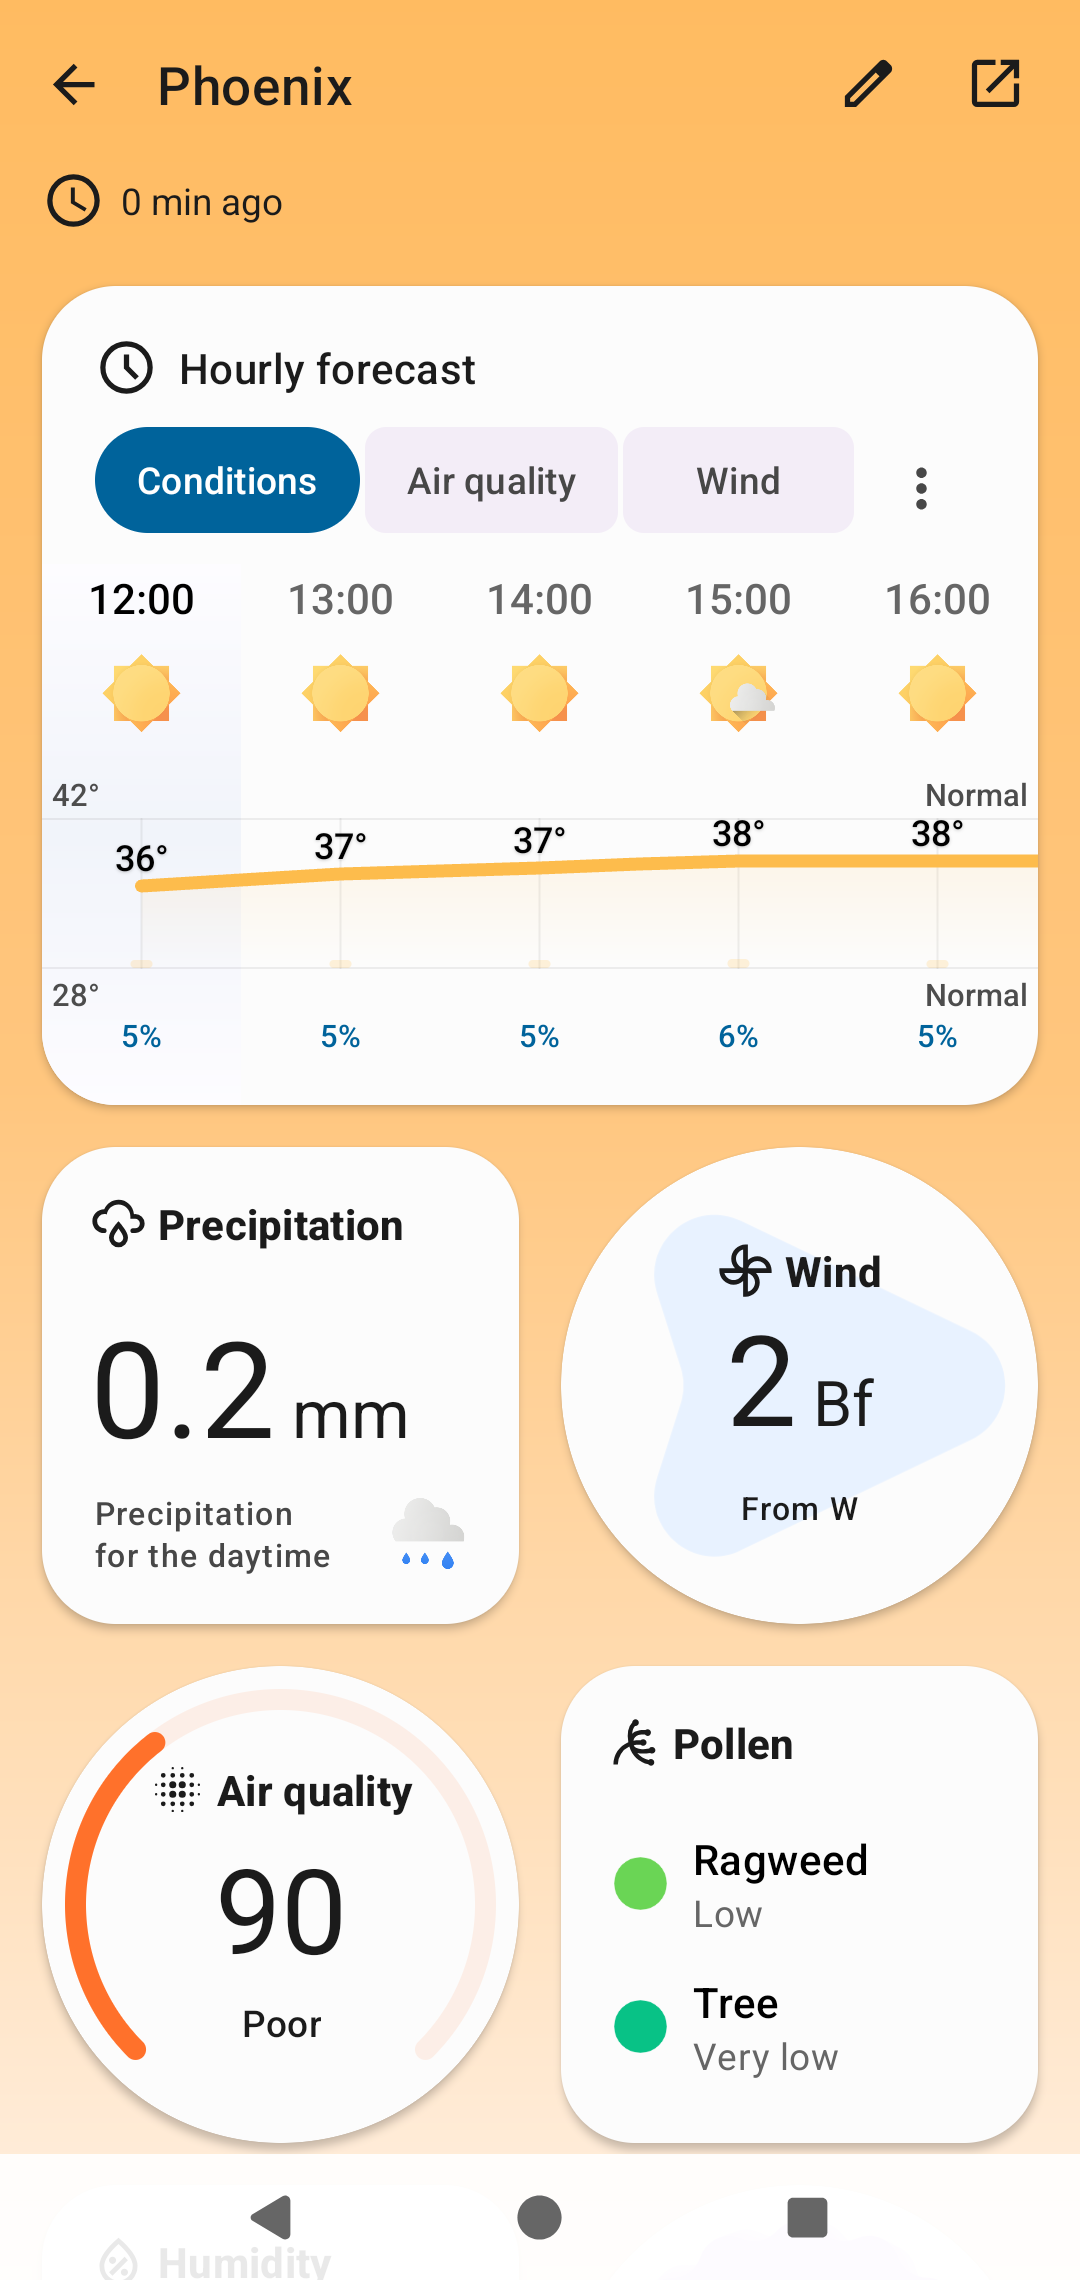 Phoenix
0 min ago
Hourly forecast
Conditions Air quality Wind
12:00 13:00 14:00 15:00 16:00
42° Normal
36° 37° 37° 38° 38°
28° Normal
5% 5% 5% 6% 5%
Precipitation
0.2 mm
Precipitation
for the daytime
Wind
2 Bf
From W
Air quality
90
Poor
Pollen
Ragweed
Low
Tree
Very low
Humidity